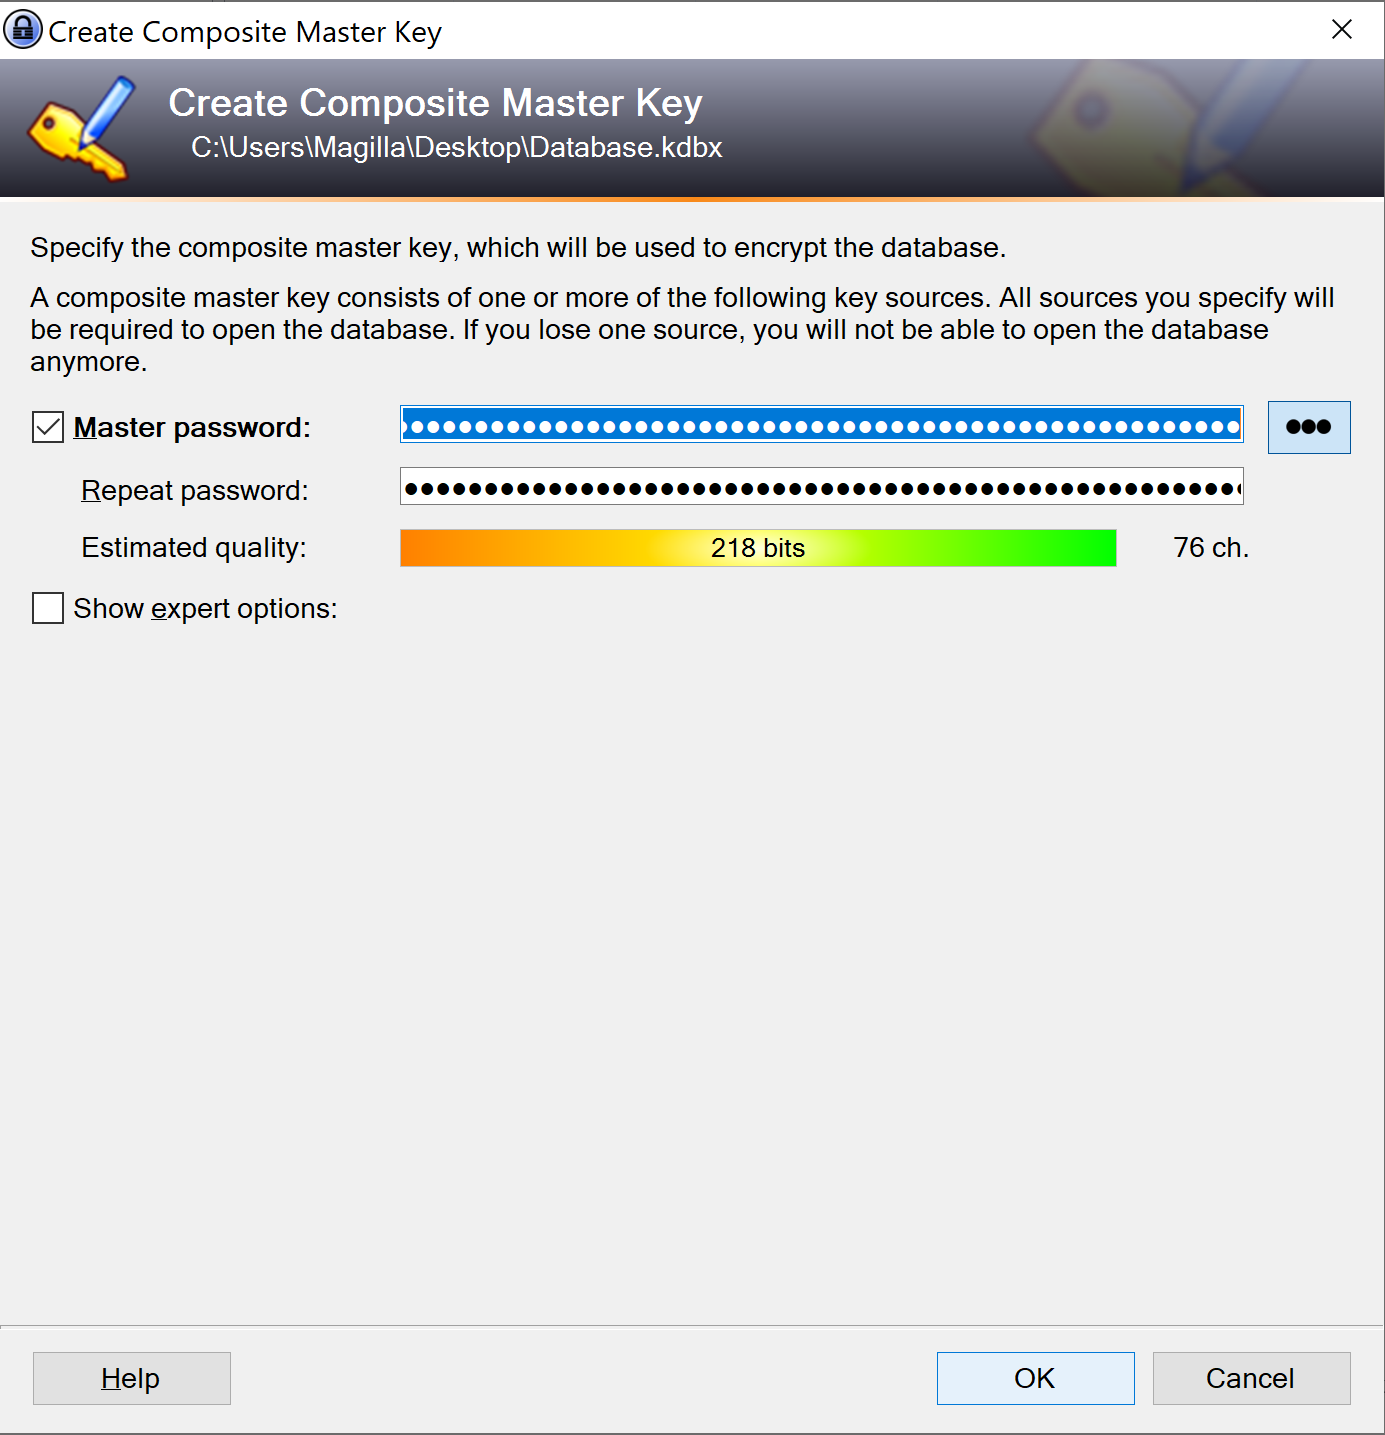 Create Composite Master Key
Create Composite Master Key
C:\Users\Magilla\Desktop\Database.kdbx
Specify the composite master key, which will be used to encrypt the database.
A composite master key consists of one or more of the following key sources. All sources you specify will
be required to open the database. If you lose one source, you will not be able to open the database
anymore.
Master password:
Repeat password:
Estimated quality: 218 bits 76 ch.
Show expert options:
Help OK Cancel